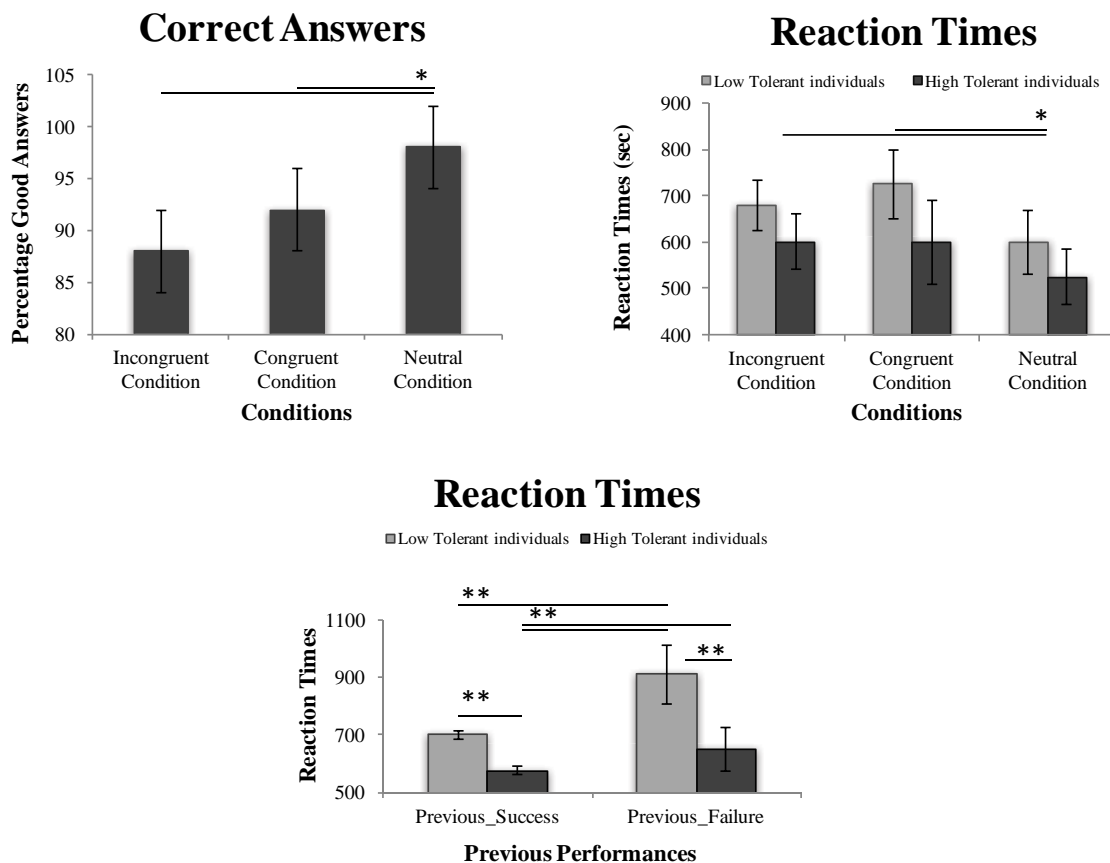 Correct Answers
*
105
100
95
90
85
80
Percentage Good Answers
Incongruent Condition
Congruent Condition
Neutral Condition
Conditions
Reaction Times
Low Tolerant individuals High Tolerant individuals
*
900
800
700
600
500
400
Reaction Times (sec)
Incongruent Condition
Congruent Condition
Neutral Condition
Conditions
Reaction Times
Low Tolerant individuals High Tolerant individuals
**
**
**
**
1100
900
700
500
Reaction Times
Previous_Success Previous_Failure
Previous Performances